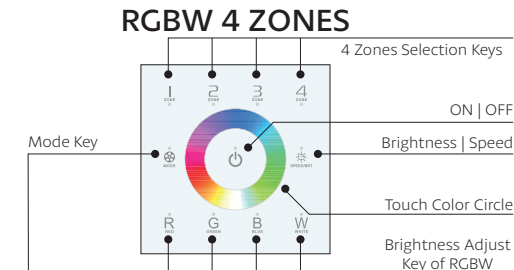 RGBW 4 ZONES
4 Zones Selection Keys
1 2 3 4
ZONE ZONE ZONE ZONE
ON | OFF
Mode Key
Brightness | Speed
MODE
SPEED/BRT
Touch Color Circle
R G B W
RED GREEN BLUE WHITE
Brightness Adjust
Key of RGBW